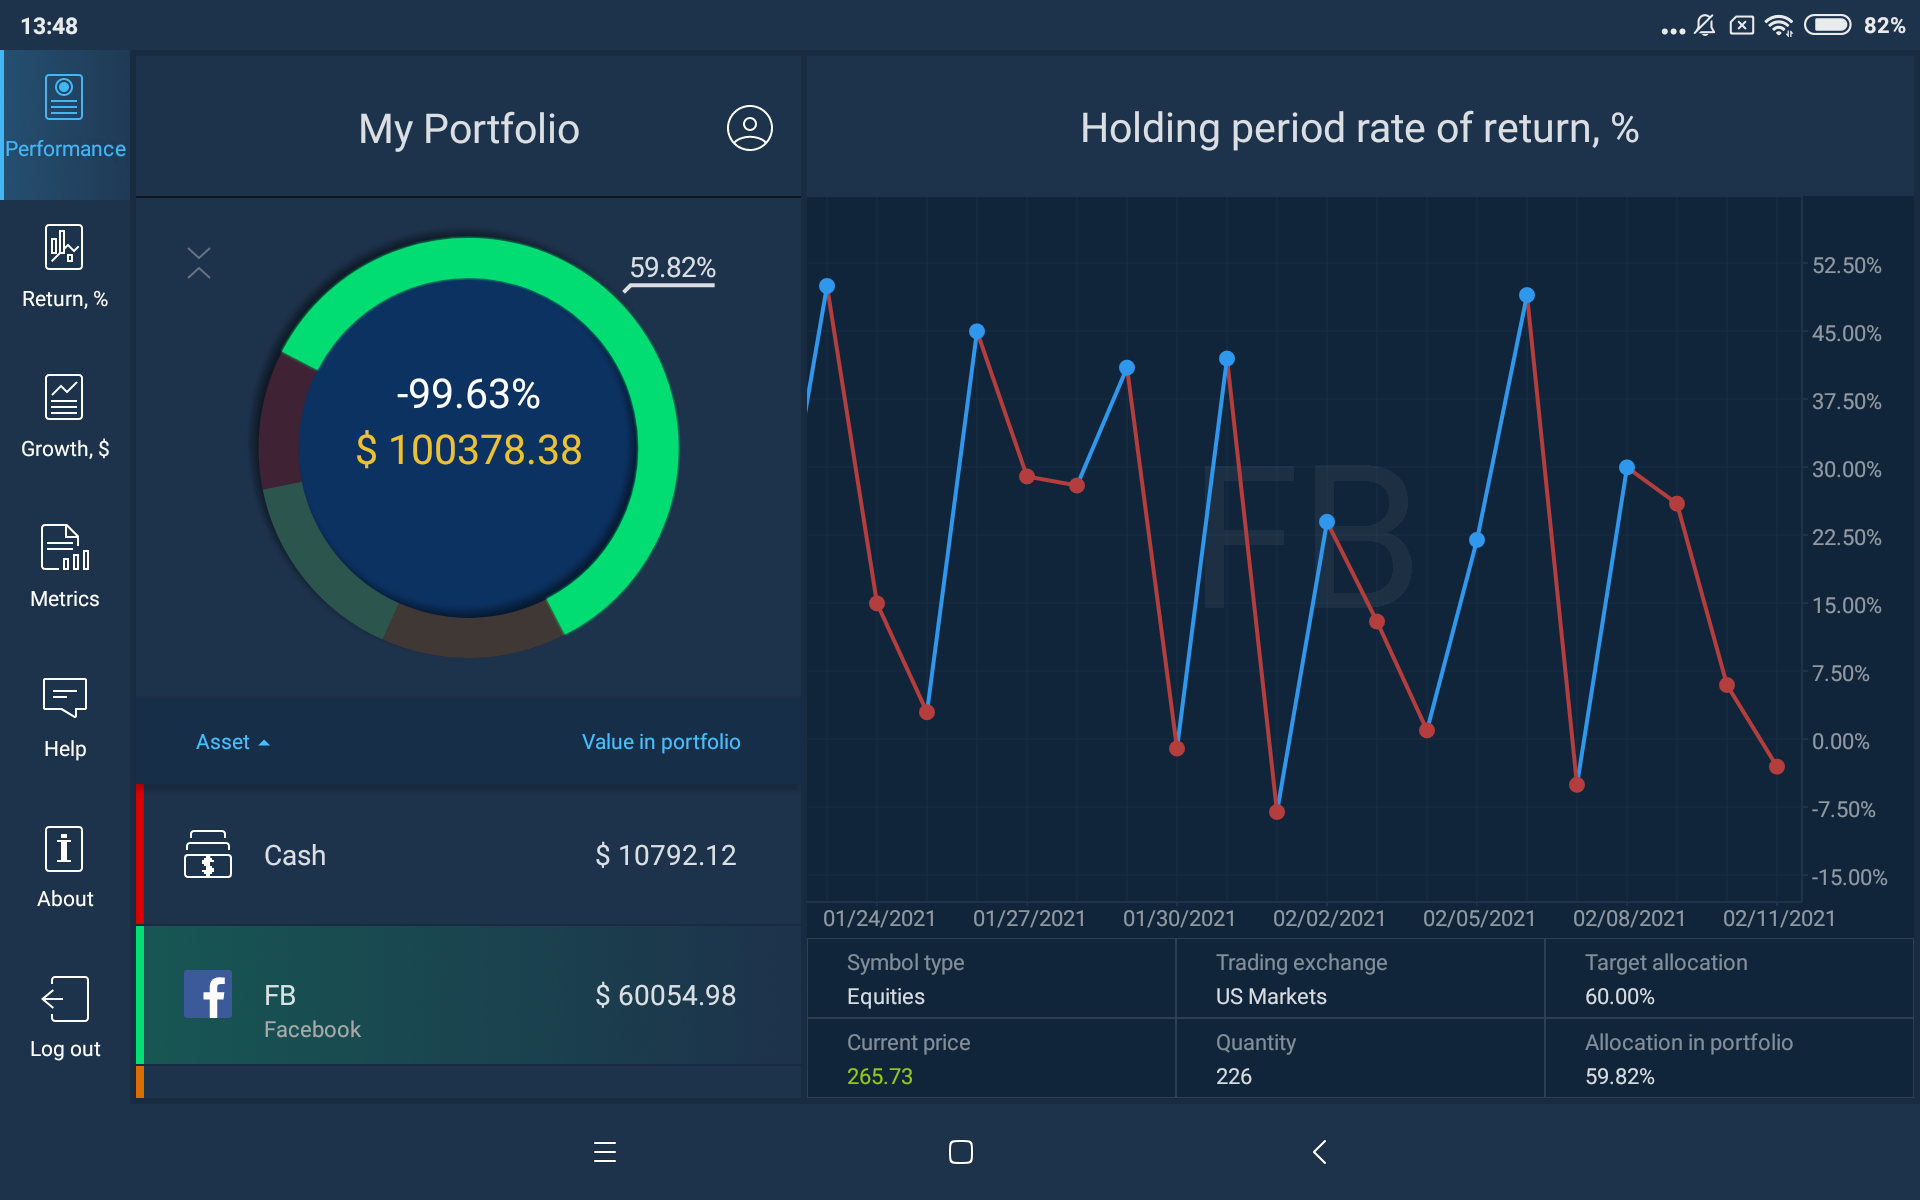 13:48
82%
Performance
Return, %
Growth, $
Metrics
Help
About
Log out
My Portfolio
59.82%
-99.63%
$ 100378.38
Asset
Value in portfolio
Cash
$ 10792.12
FB
$ 60054.98
Facebook
Holding period rate of return, %
FB
52.50%
45.00%
37.50%
30.00%
22.50%
15.00%
7.50%
0.00%
-7.50%
-15.00%
01/24/2021
01/27/2021
01/30/2021
02/02/2021
02/05/2021
02/08/2021
02/11/2021
Symbol type
Equities
Trading exchange
US Markets
Target allocation
60.00%
Current price
265.73
Quantity
226
Allocation in portfolio
59.82%